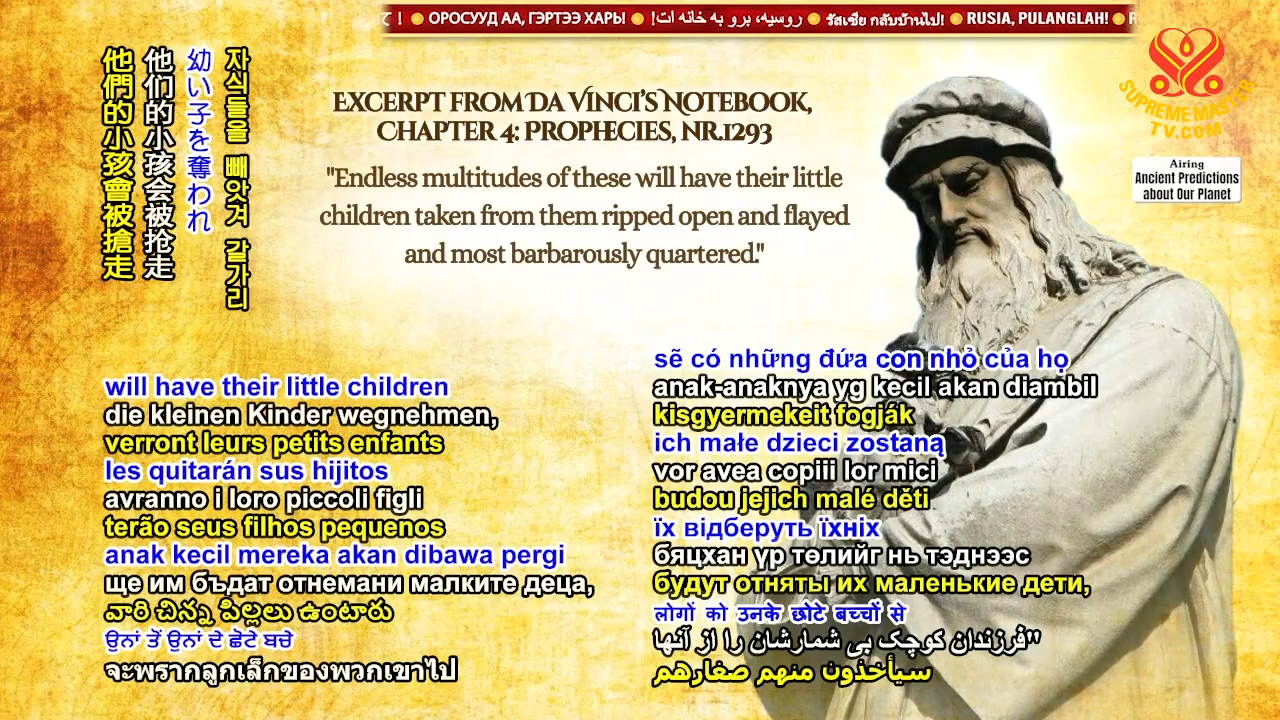 ! ОРОСУУД АА, ГЭРТЭЭ ХАРЬ! روسیه، برو به خانه ات! รัสเซีย กลับบ้านไป! RUSIA, PULANGLAH!
SUPREME MASTER
TV.COM
Airing
Ancient Predictions
about Our Planet
EXCERPT FROM DA VINCI'S NOTEBOOK,
CHAPTER 4: PROPHECIES, NR.1293
"Endless multitudes of these will have their little
children taken from them ripped open and flayed
and most barbarously quartered."
他們的小孩會被搶走
他们的小孩会被抢走
幼い子を奪われ
자식들을 빼앗겨 갈가리
will have their little children
die kleinen Kinder wegnehmen,
verront leurs petits enfants
les quitarán sus hijitos
avranno i loro piccoli figli
terão seus filhos pequenos
anak kecil mereka akan dibawa pergi
ще им бъдат отнемани малките деца,
వారి చిన్న పిల్లలు ఉంటారు
ਉਨਾਂ ਤੋਂ ਉਨਾਂ ਦੇ ਛੋਟੇ ਬਚੇ
จะพรากลูกเล็กของพวกเขาไป
sẽ có những đứa con nhỏ của họ
anak-anaknya yg kecil akan diambil
kisgyermekeit fogják
ich małe dzieci zostaną
vor avea copiii lor mici
budou jejich malé děti
їх відберуть їхніх
бяцхан үр төлийг нь тэднээс
будут отняты их маленькие дети,
लोगों को उनके छोटे बच्चों से
"فرزندان کوچک بی شمارشان را از آنها
سيأخذون منهم صغارهم